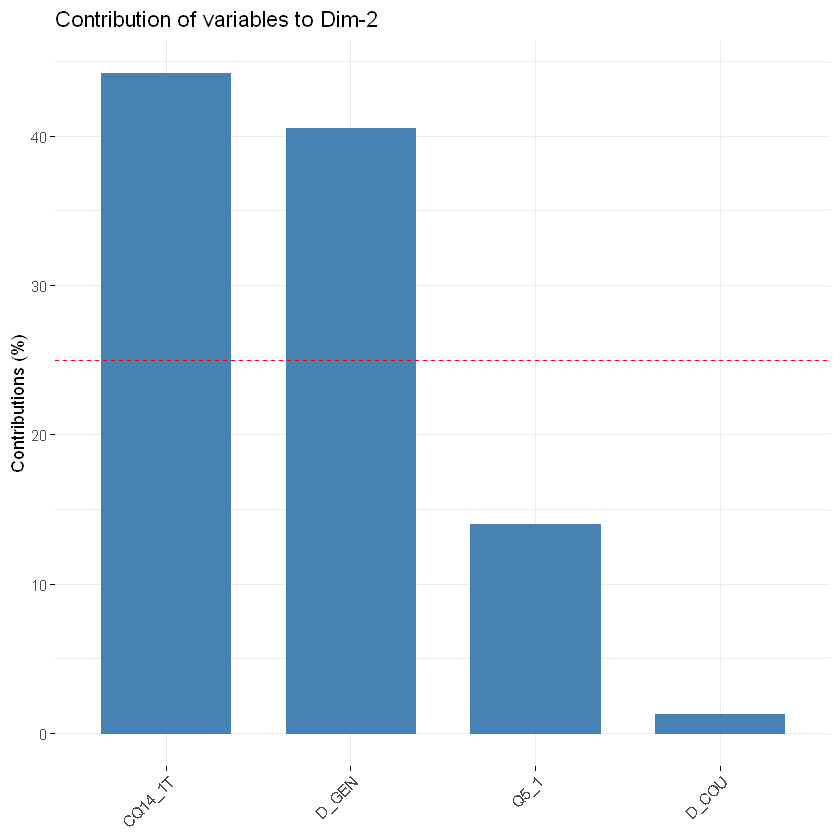 Contribution of variables to Dim-2
Contributions (%)
40
30
20
10
0
CQ14_1T
D_GEN
Q5_1
D_COU